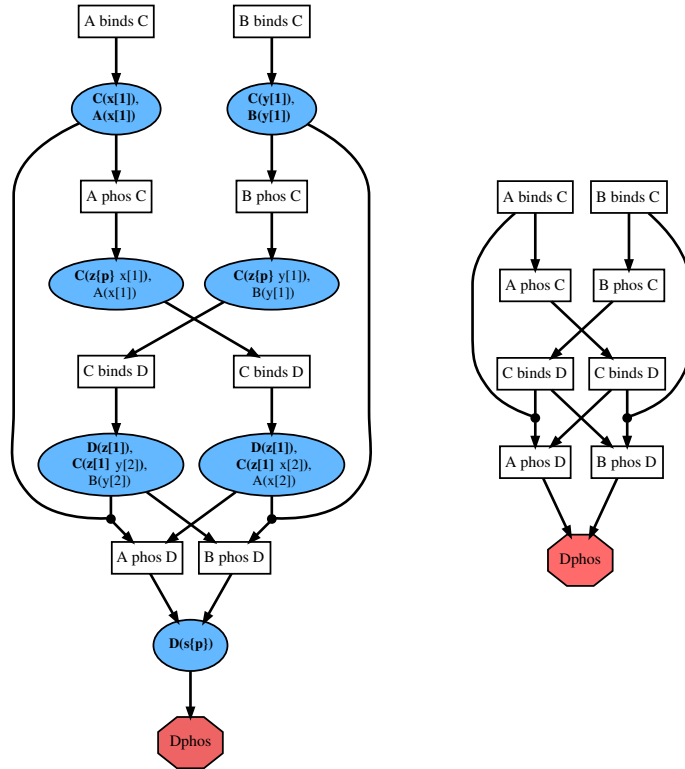 A binds C
B binds C
C(x[1]),
A(x[1])
C(y[1]),
B(y[1])
A phos C
B phos C
C(z{p} x[1]),
A(x[1])
C(z{p} y[1]),
B(y[1])
C binds D
C binds D
D(z[1]),
C(z[1] y[2]),
B(y[2])
D(z[1]),
C(z[1] x[2]),
A(x[2])
A phos D
B phos D
D(s{p})
Dphos
A binds C
B binds C
A phos C
B phos C
C binds D
C binds D
A phos D
B phos D
Dphos